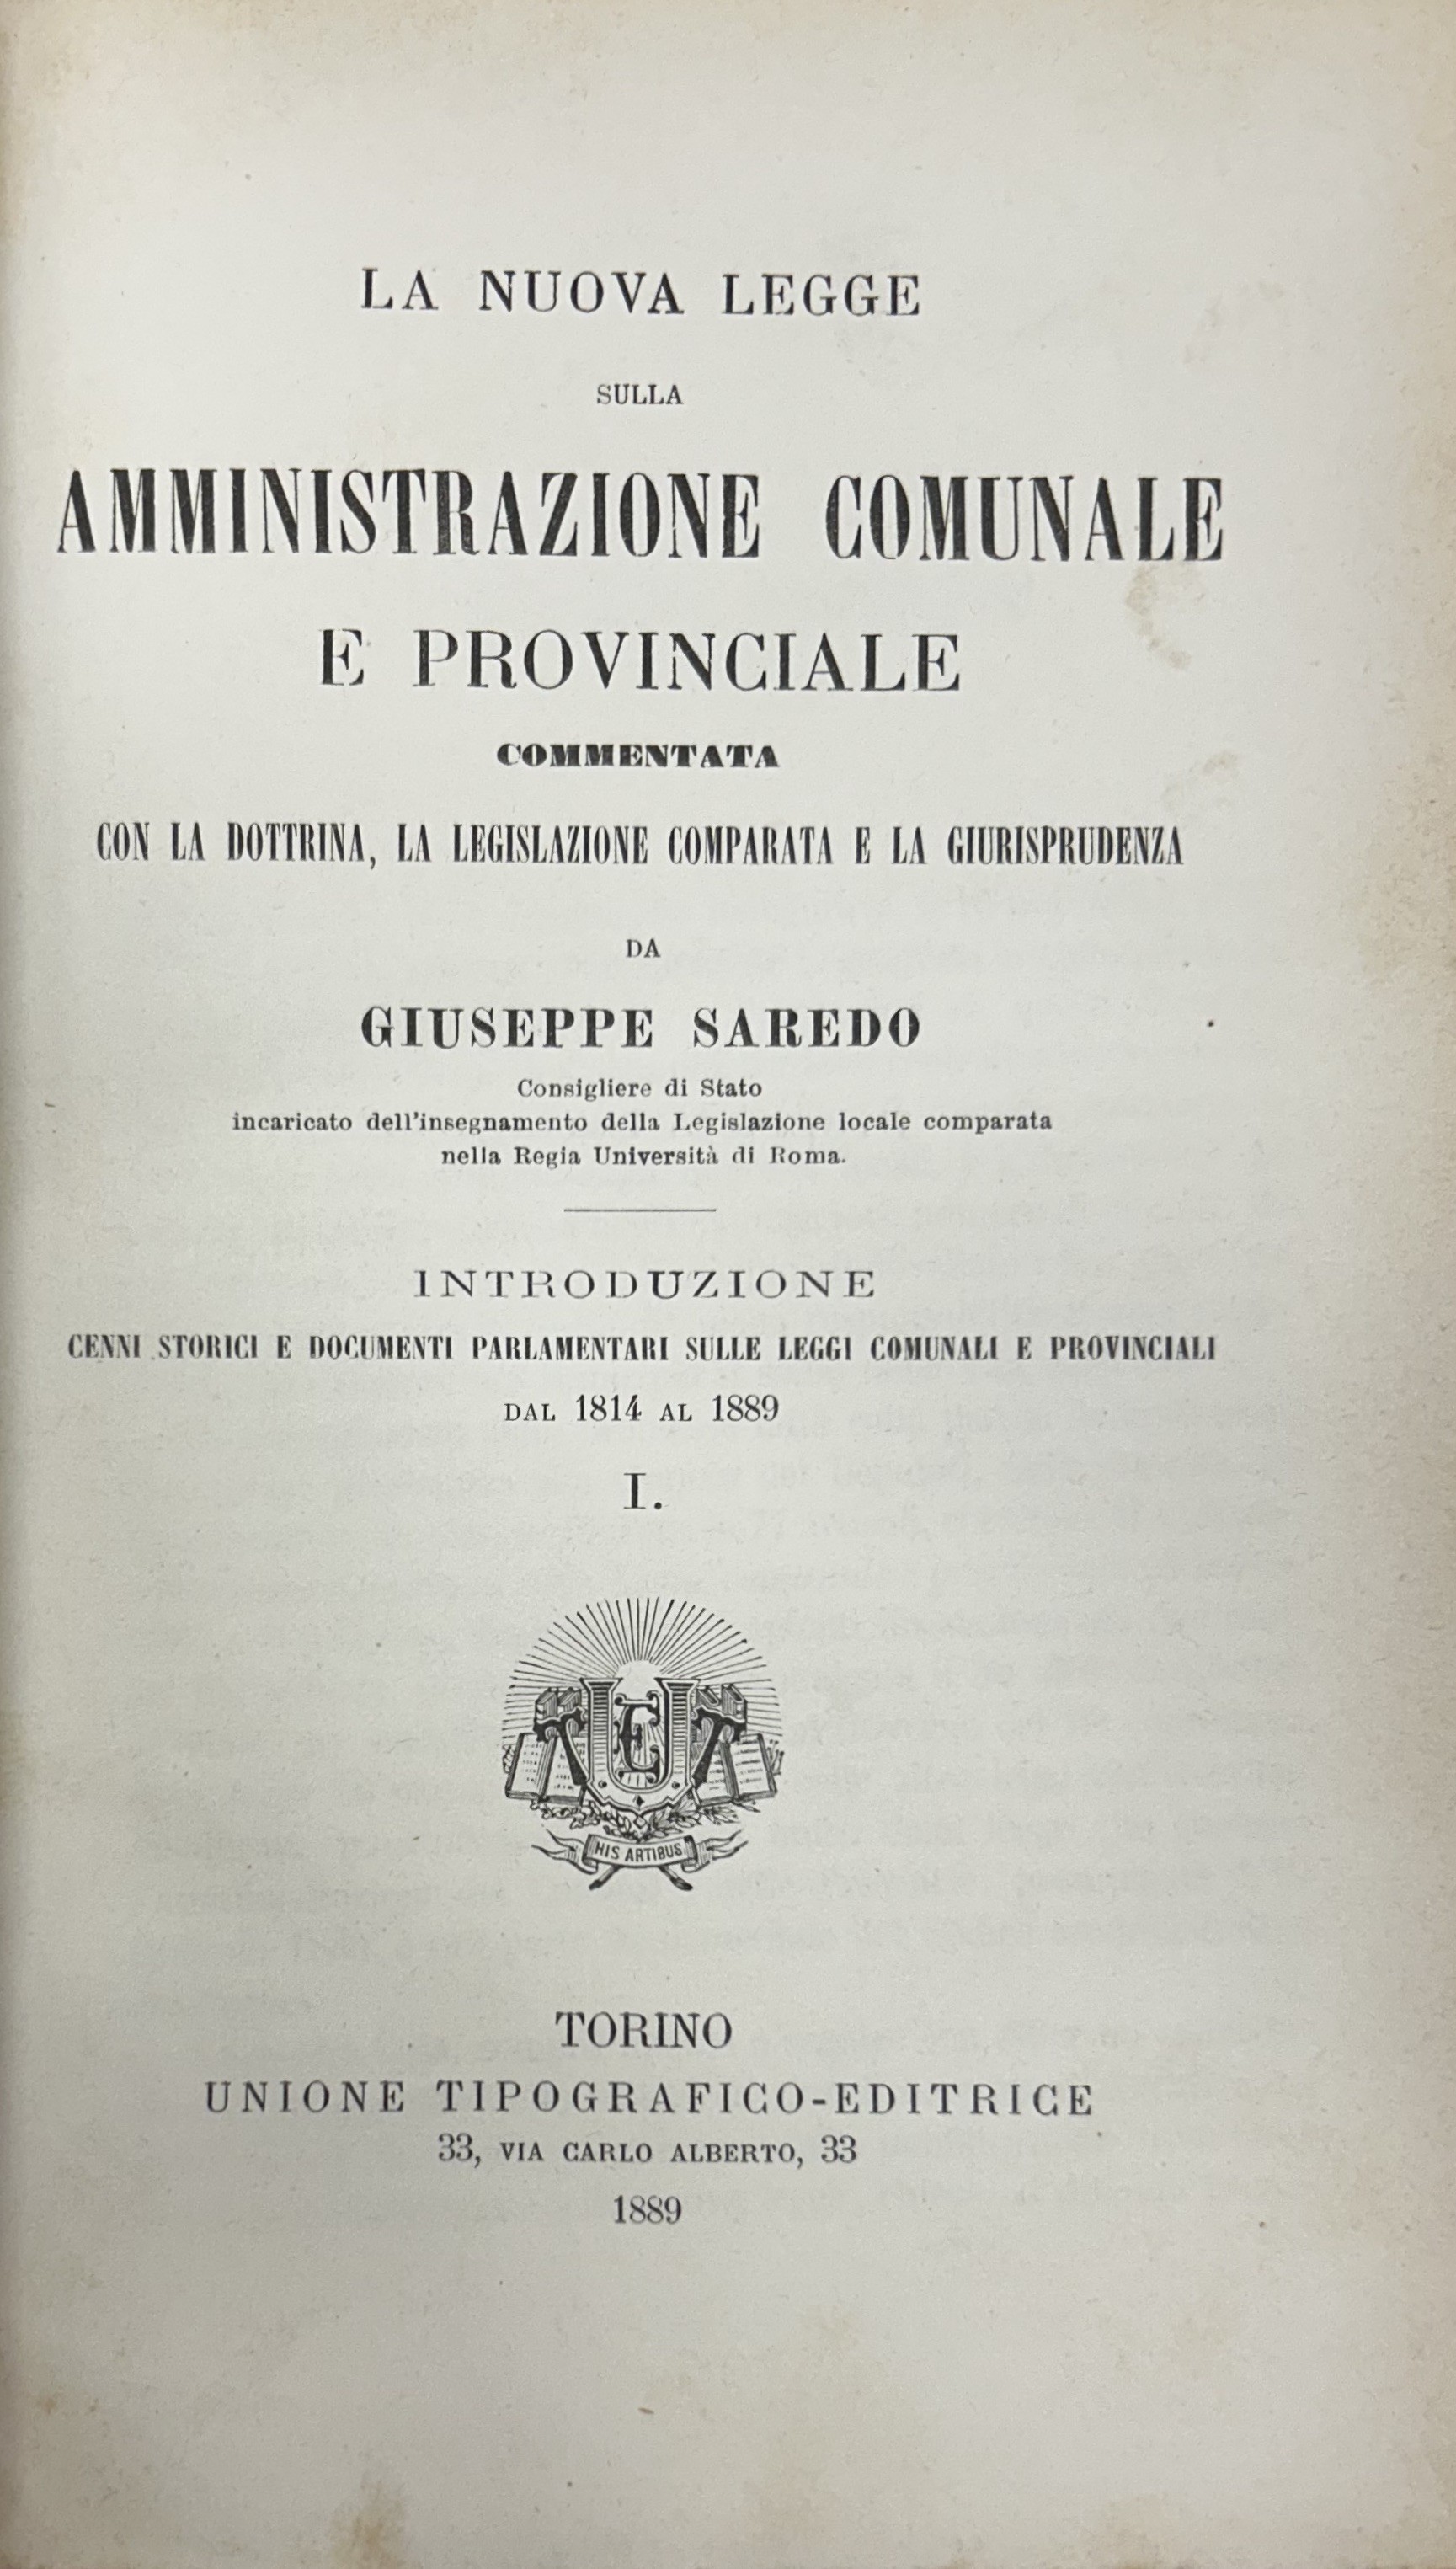 LA NUOVA LEGGE
SULLA
AMMINISTRAZIONE COMUNALE
E PROVINCIALE
COMMENTATA
CON LA DOTTRINA, LA LEGISLAZIONE COMPARATA E LA GIURISPRUDENZA
DA
GIUSEPPE SAREDO
Consigliere di Stato
incaricato dell'insegnamento della Legislazione locale comparata
nella Regia Università di Roma.
INTRODUZIONE
CENNI STORICI E DOCUMENTI PARLAMENTARI SULLE LEGGI COMUNALI E PROVINCIALI
DAL 1814 AL 1889
I.
UTET
HIS ARTIBUS
TORINO
UNIONE TIPOGRAFICO-EDITRICE
33, VIA CARLO ALBERTO, 33
1889